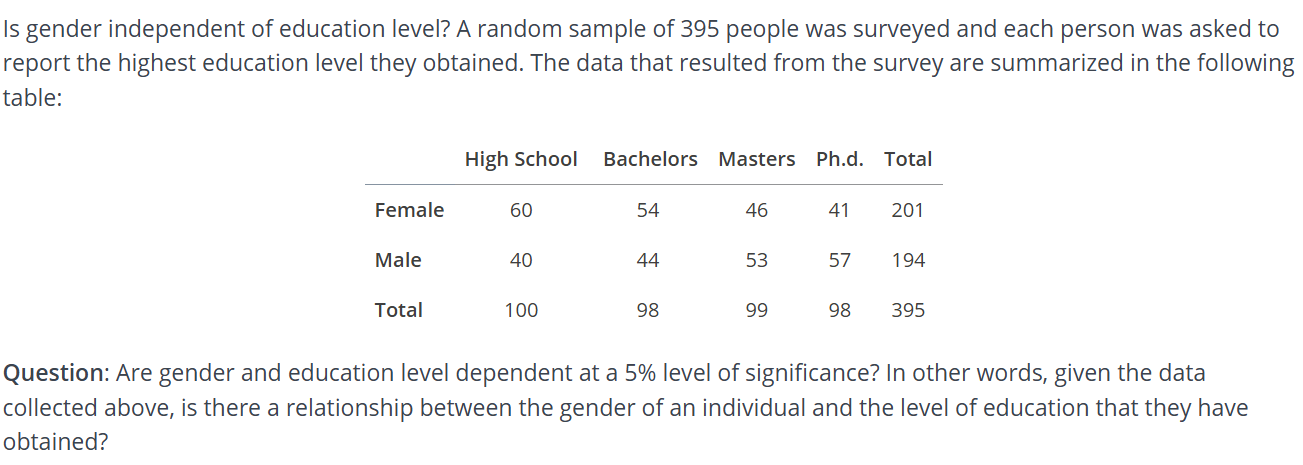 Is gender independent of education level? A random sample of 395 people was surveyed and each person was asked to
report the highest education level they obtained. The data that resulted from the survey are summarized in the following
table:
High School Bachelors Masters Ph.d. Total
Female 60 54 46 41 201
Male 40 44 53 57 194
Total 100 98 99 98 395
Question: Are gender and education level dependent at a 5% level of significance? In other words, given the data
collected above, is there a relationship between the gender of an individual and the level of education that they have
obtained?